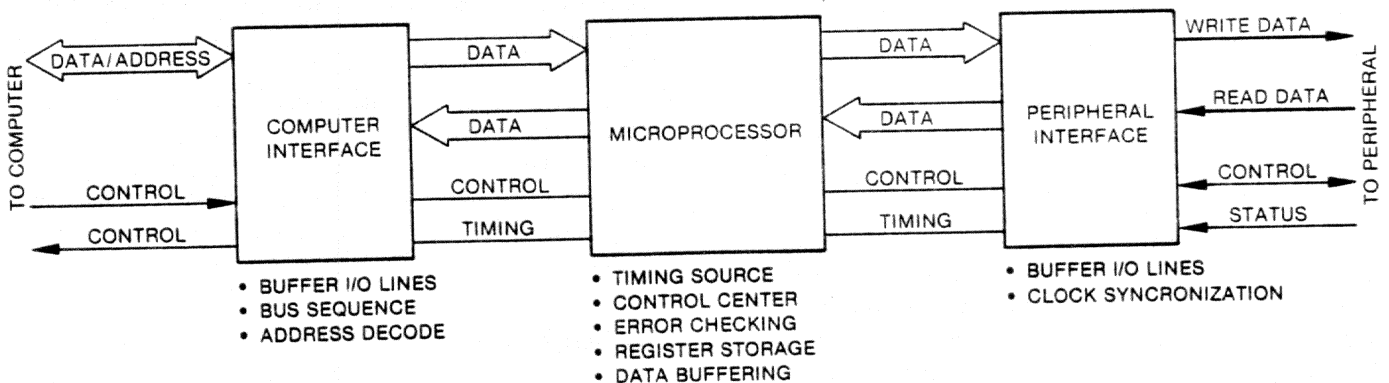 TO COMPUTER
DATA/ADDRESS
CONTROL
CONTROL
COMPUTER
INTERFACE
• BUFFER I/O LINES
• BUS SEQUENCE
• ADDRESS DECODE
DATA
DATA
CONTROL
TIMING
MICROPROCESSOR
• TIMING SOURCE
• CONTROL CENTER
• ERROR CHECKING
• REGISTER STORAGE
• DATA BUFFERING
DATA
DATA
CONTROL
TIMING
PERIPHERAL
INTERFACE
• BUFFER I/O LINES
• CLOCK SYNCRONIZATION
WRITE DATA
READ DATA
CONTROL
STATUS
TO PERIPHERAL